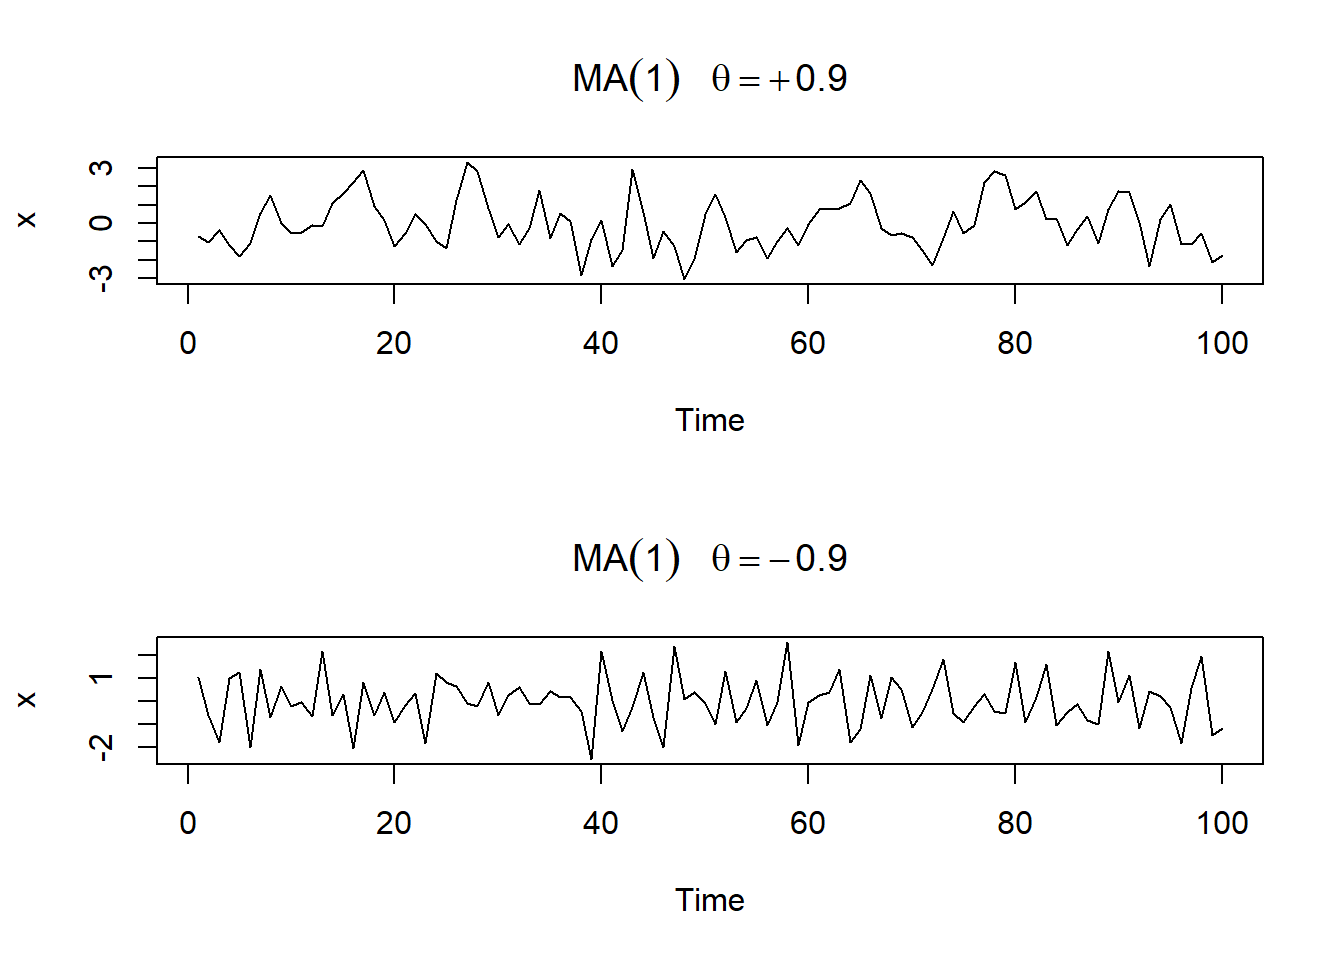 MA(1) θ = +0.9
x
3
0
-3
0 20 40 60 80 100
Time
MA(1) θ = −0.9
x
1
-2
0 20 40 60 80 100
Time